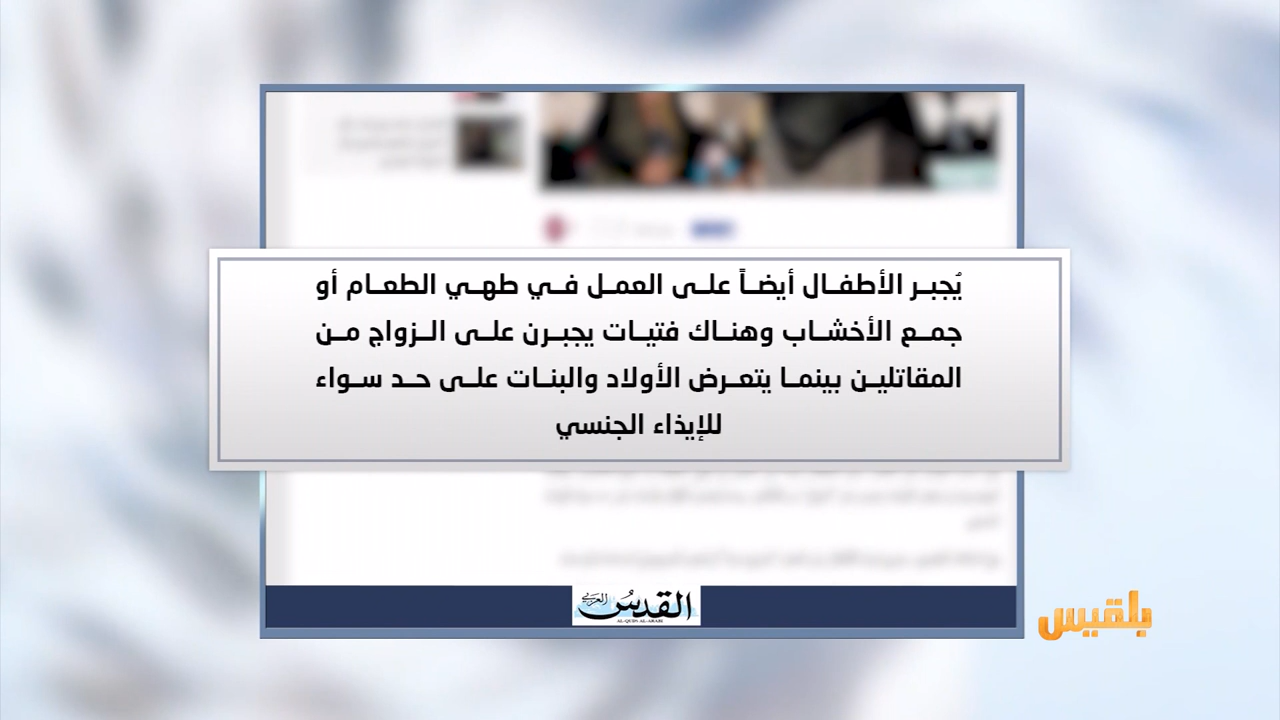 يُجبر الأطفال أيضاً على العمل في طهي الطعام أو
جمع الأخشاب وهناك فتيات يجبرن على الزواج من
المقاتلين بينما يتعرض الأولاد والبنات على حد سواء
للإيذاء الجنسي
القدس العربي
AL-QUDS AL-ARABI
بلقيس